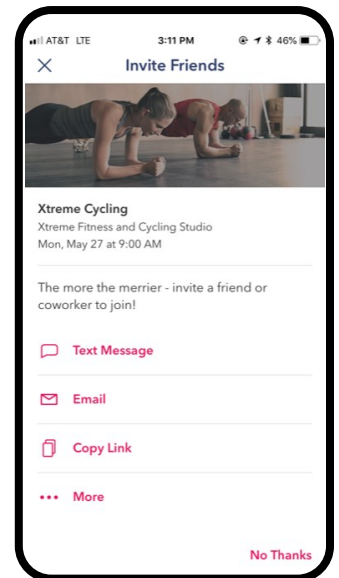 AT&T LTE 3:11 PM 46%
Invite Friends
Xtreme Cycling
Xtreme Fitness and Cycling Studio
Mon, May 27 at 9:00 AM
The more the merrier - invite a friend or
coworker to join!
Text Message
Email
Copy Link
More
No Thanks